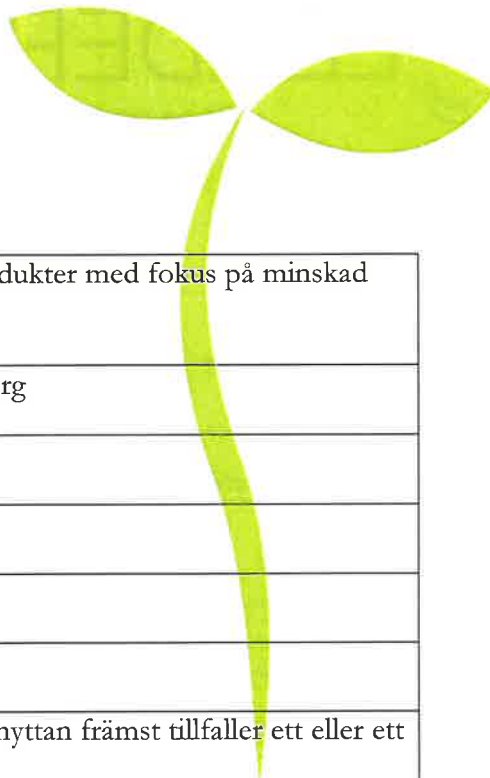 dukter med fokus på minskad
rg
nyttan främst tillfaller ett eller ett